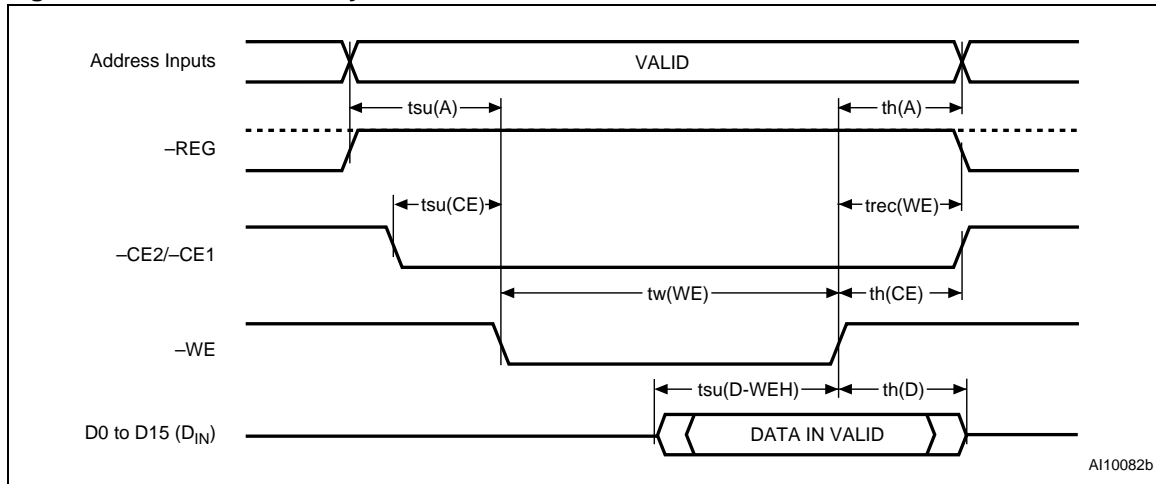 Address Inputs
VALID
tsu(A)
th(A)
–REG
tsu(CE)
trec(WE)
–CE2/–CE1
tw(WE)
th(CE)
–WE
tsu(D-WEH)
th(D)
D0 to D15 (DIN)
DATA IN VALID
AI10082b